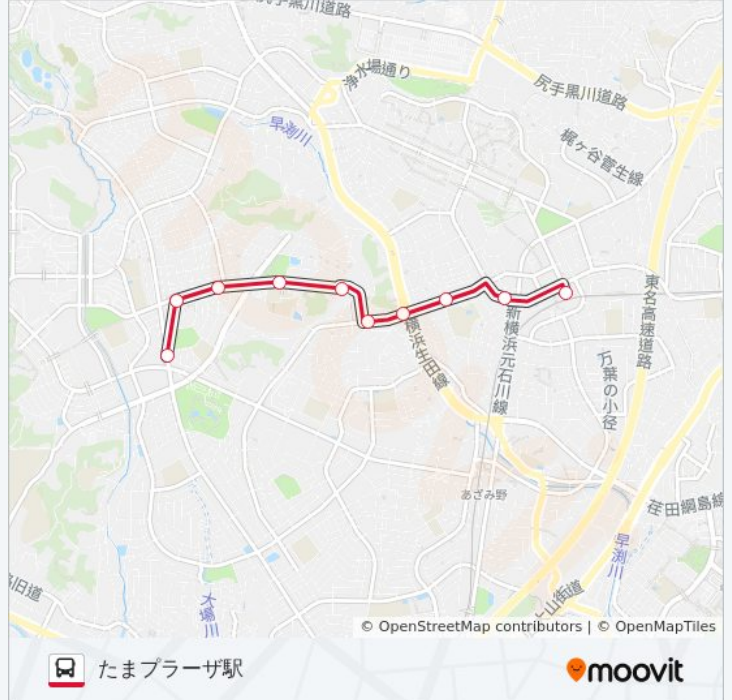 尻手黒川道路
浄水場通り
尻手黒川道路
早渕川
梶ヶ谷菅生線
東名高速道路
新横浜元石川線
横浜生田線
万葉の小径
あざみ野
荏田綱島線
早渕川
旧道
大場川
山街道
© OpenStreetMap contributors | © OpenMapTiles
たまプラーザ駅
moovit